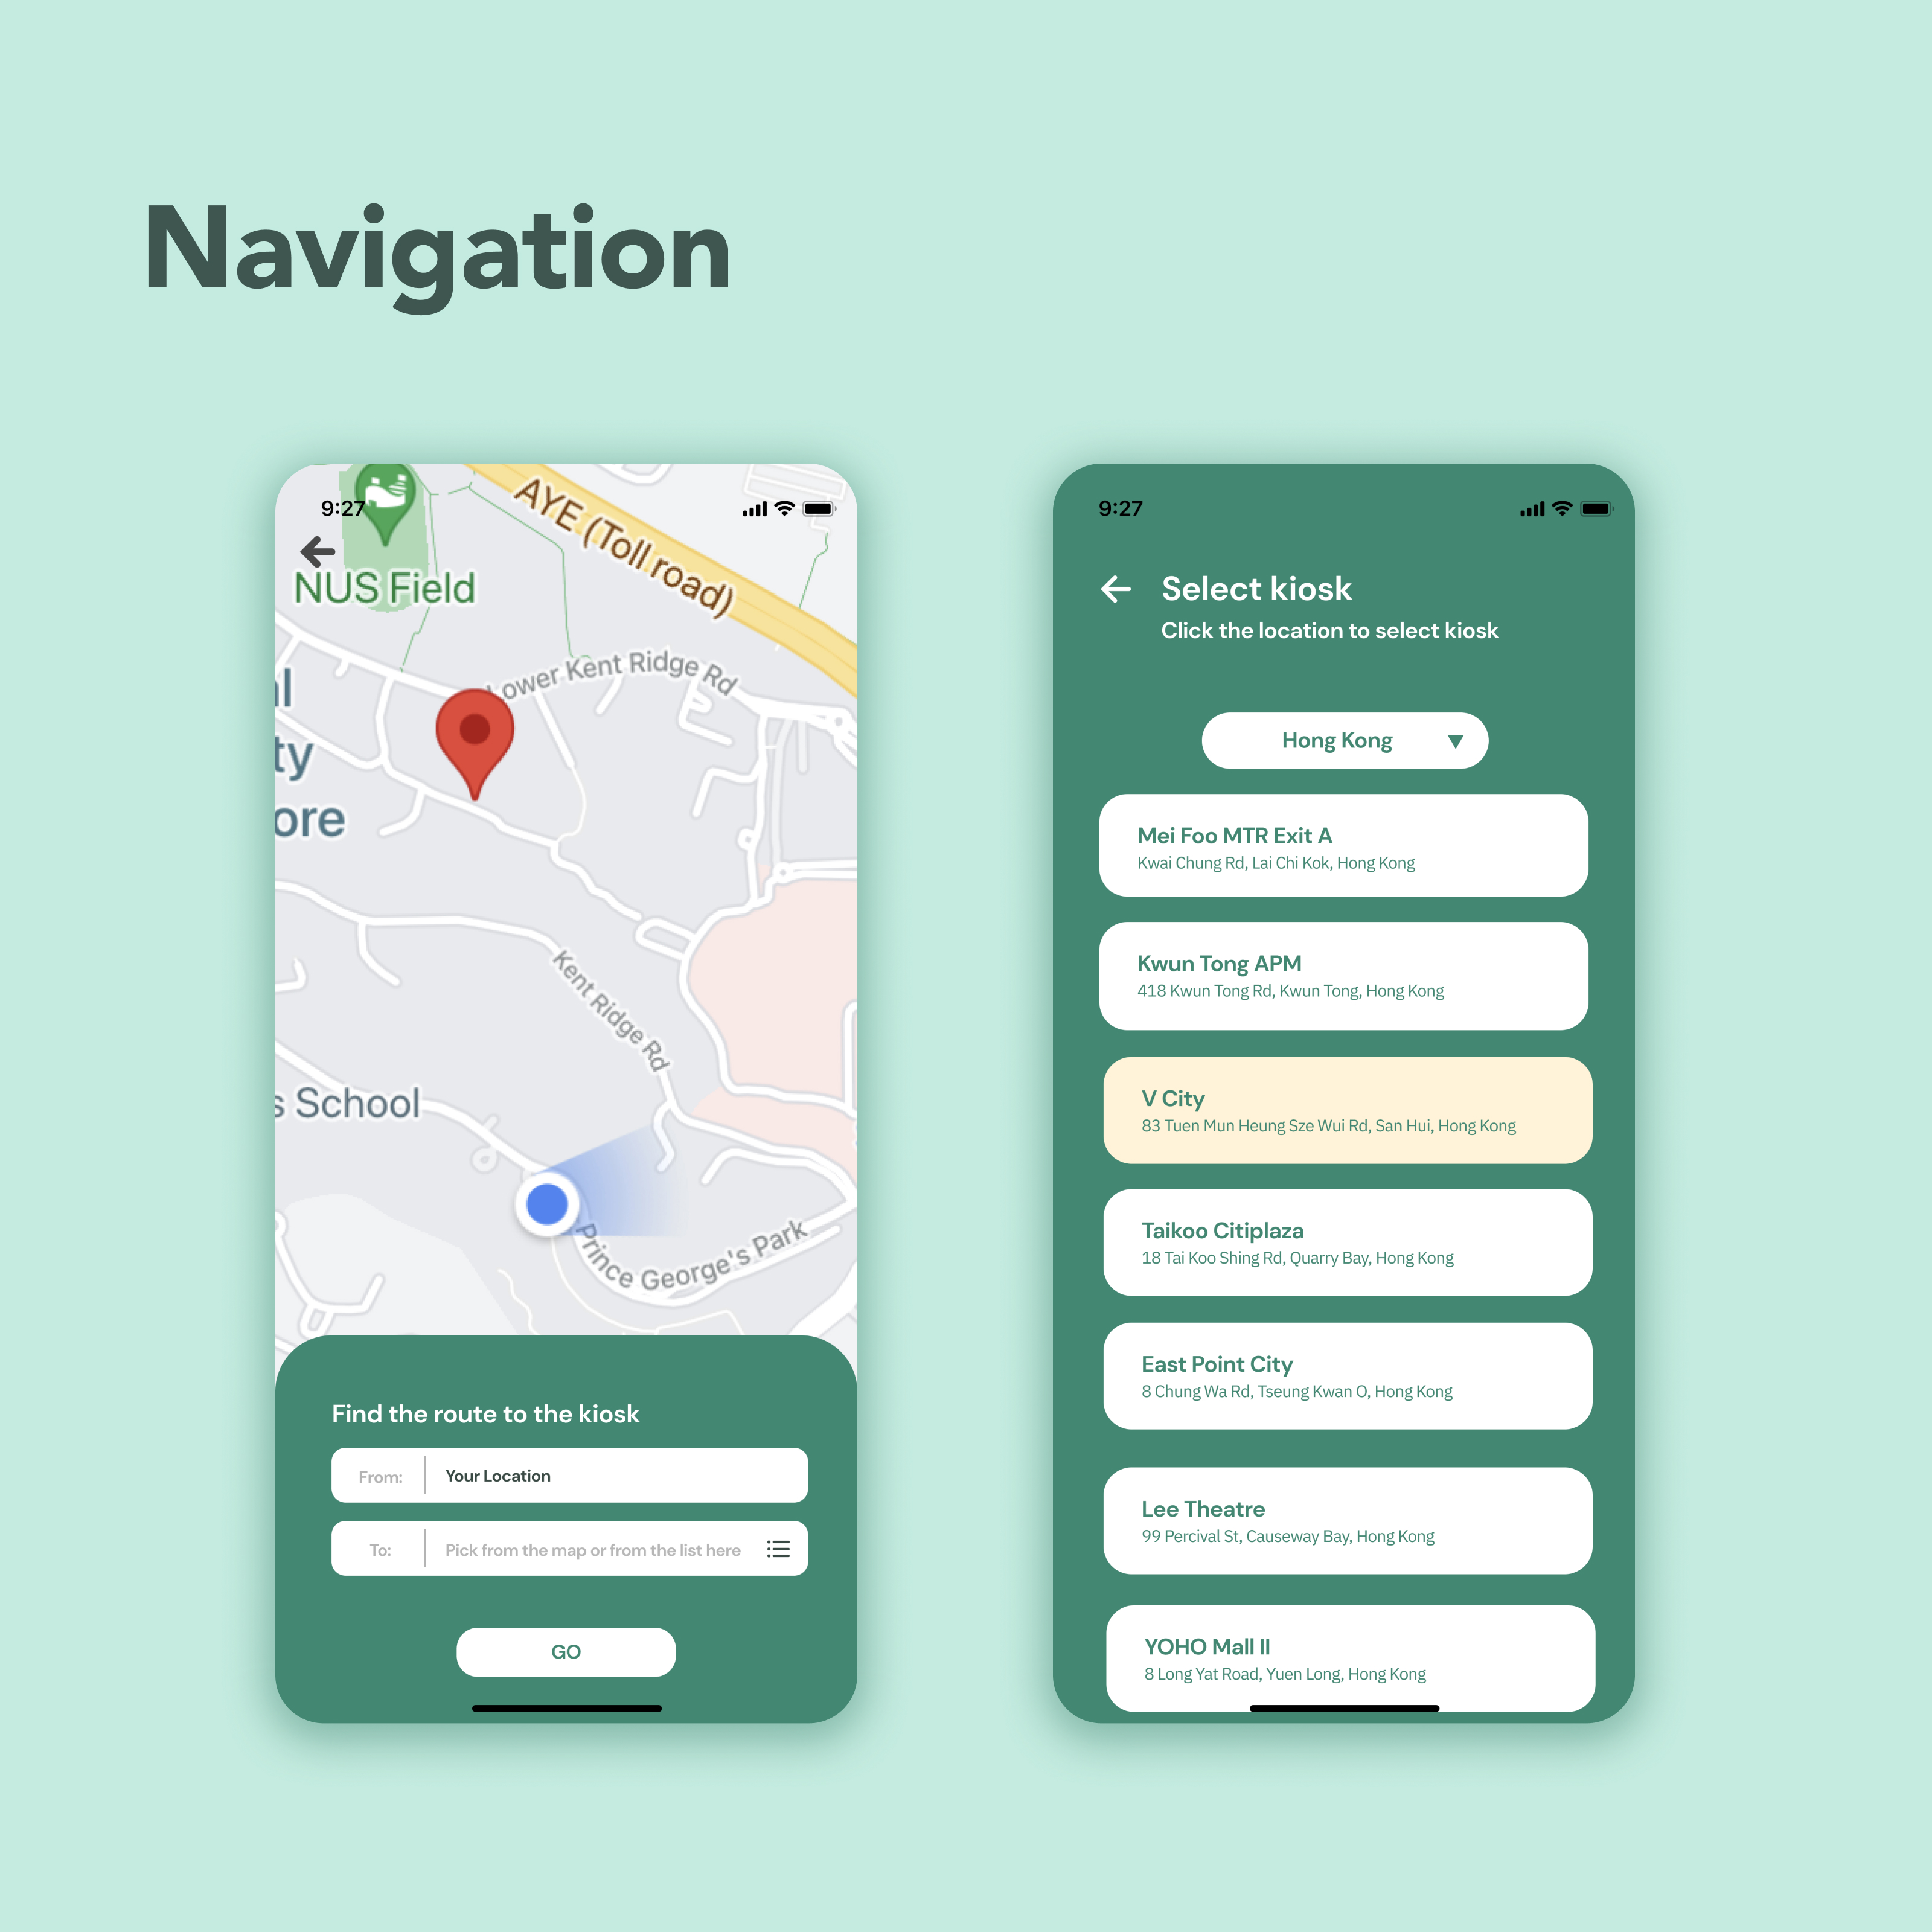 Navigation
9:27
NUS Field
AYE (Toll road)
Lower Kent Ridge Rd
l
ty
ore
Kent Ridge Rd
s School
Prince George's Park
Find the route to the kiosk
From: Your Location
To: Pick from the map or from the list here
GO
9:27
Select kiosk
Click the location to select kiosk
Hong Kong
Mei Foo MTR Exit A
Kwai Chung Rd, Lai Chi Kok, Hong Kong
Kwun Tong APM
418 Kwun Tong Rd, Kwun Tong, Hong Kong
V City
83 Tuen Mun Heung Sze Wui Rd, San Hui, Hong Kong
Taikoo Citiplaza
18 Tai Koo Shing Rd, Quarry Bay, Hong Kong
East Point City
8 Chung Wa Rd, Tseung Kwan O, Hong Kong
Lee Theatre
99 Percival St, Causeway Bay, Hong Kong
YOHO Mall II
8 Long Yat Road, Yuen Long, Hong Kong